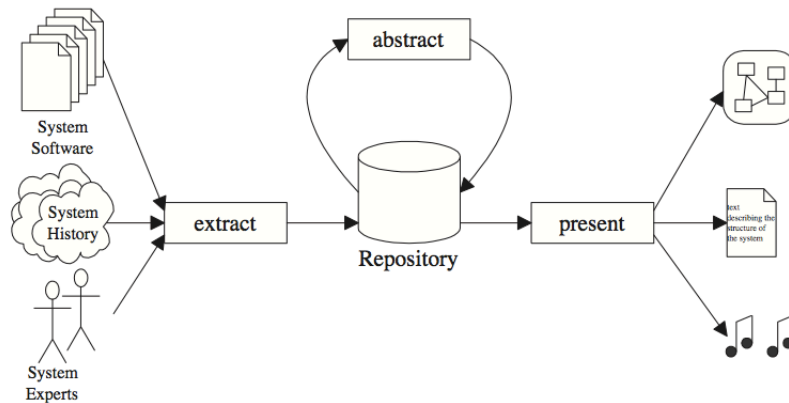 abstract
System
Software
System
History
extract
Repository
present
text
describing the
structure of
the system
System
Experts